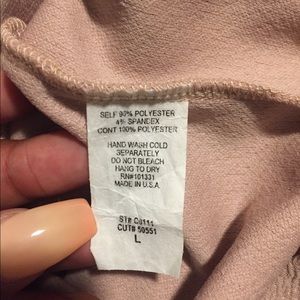 SELF 96% POLYESTER
4% SPANDEX
CONT 100% POLYESTER
HAND WASH COLD
SEPARATELY
DO NOT BLEACH
HANG TO DRY
RN#101331
MADE IN U.S.A
ST# C0111
CUT# 50551
L